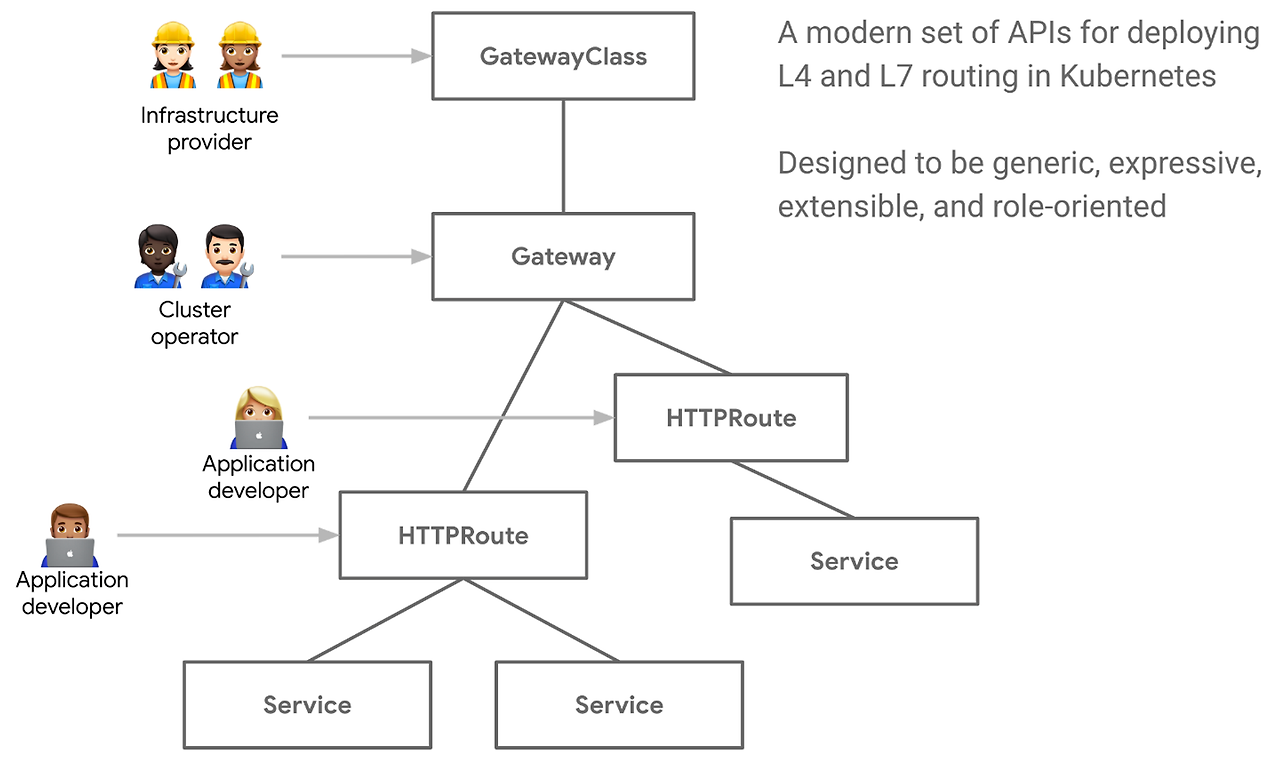 GatewayClass
A modern set of APIs for deploying
L4 and L7 routing in Kubernetes
Infrastructure
provider
Designed to be generic, expressive,
extensible, and role-oriented
Gateway
Cluster
operator
HTTPRoute
Application
developer
HTTPRoute
Service
Application
developer
Service
Service